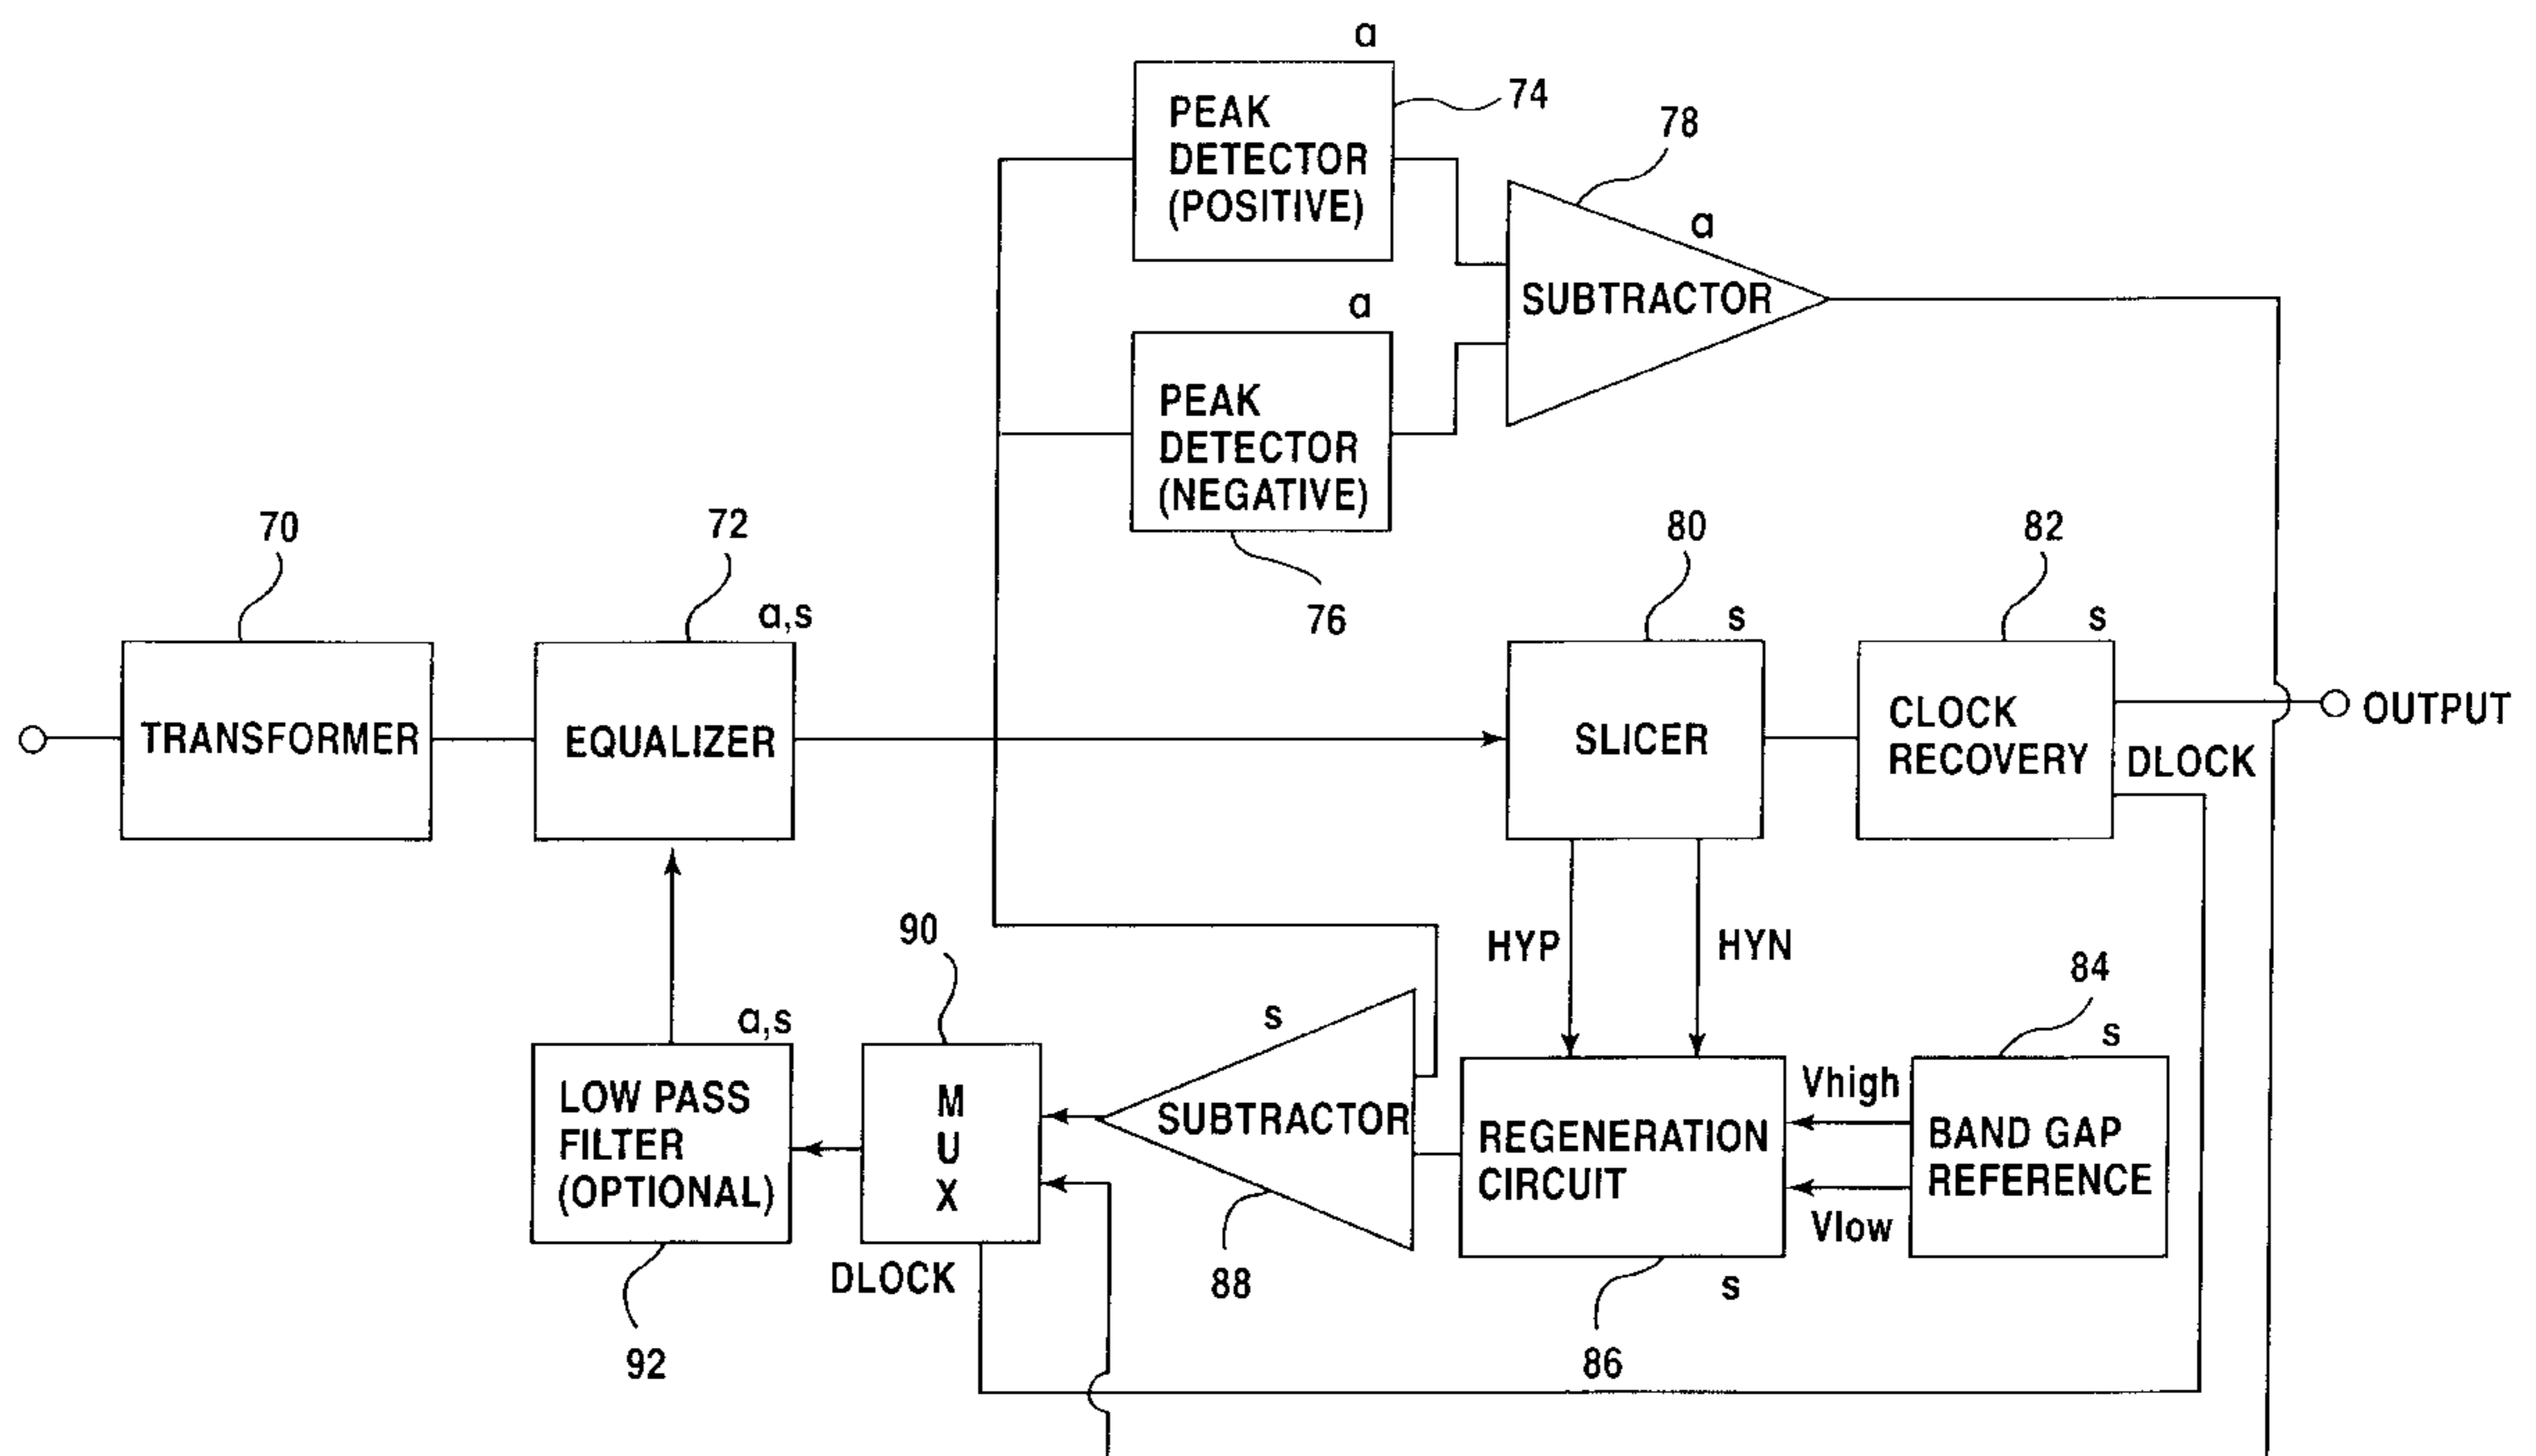 a
PEAK
DETECTOR
(POSITIVE)
74
78
a
SUBTRACTOR
a
PEAK
DETECTOR
(NEGATIVE)
76
70
TRANSFORMER
72
a,s
EQUALIZER
80
s
SLICER
82
s
CLOCK
RECOVERY
OUTPUT
DLOCK
HYP
HYN
84
s
BAND GAP
REFERENCE
Vhigh
Vlow
REGENERATION
CIRCUIT
s
86
s
SUBTRACTOR
88
90
M
U
X
DLOCK
a,s
LOW PASS
FILTER
(OPTIONAL)
92